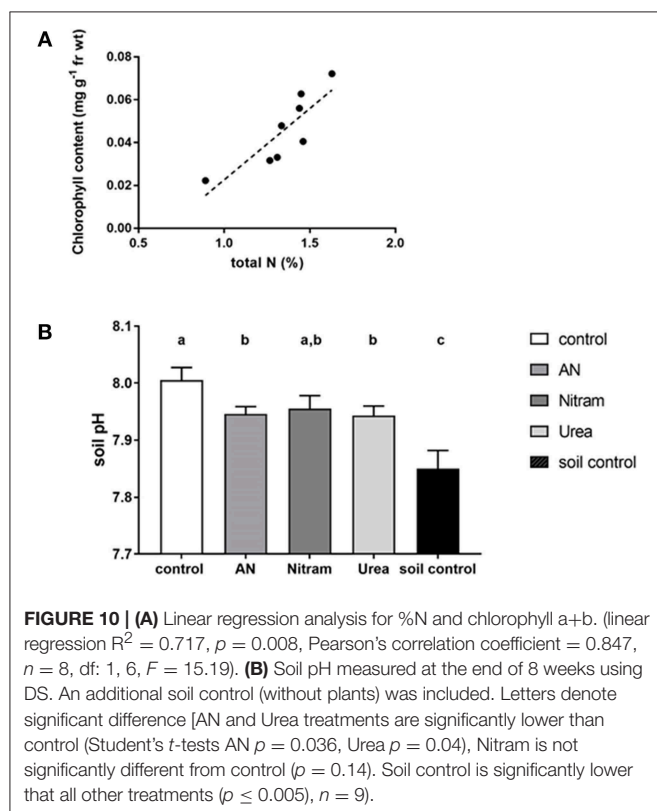 A
Chlorophyll content (mg g-1 fr wt)
0.08
0.06
0.04
0.02
0.00
0.5 1.0 1.5 2.0
total N (%)
B
soil pH
8.1
8.0
7.9
7.8
7.7
a b a,b b c
control AN Nitram Urea soil control
control
AN
Nitram
Urea
soil control
FIGURE 10 | (A) Linear regression analysis for %N and chlorophyll a+b. (linear
regression R2 = 0.717, p = 0.008, Pearson's correlation coefficient = 0.847,
n = 8, df: 1, 6, F = 15.19). (B) Soil pH measured at the end of 8 weeks using
DS. An additional soil control (without plants) was included. Letters denote
significant difference [AN and Urea treatments are significantly lower than
control (Student's t-tests AN p = 0.036, Urea p = 0.04), Nitram is not
significantly different from control (p = 0.14). Soil control is significantly lower
that all other treatments (p ≤ 0.005), n = 9).